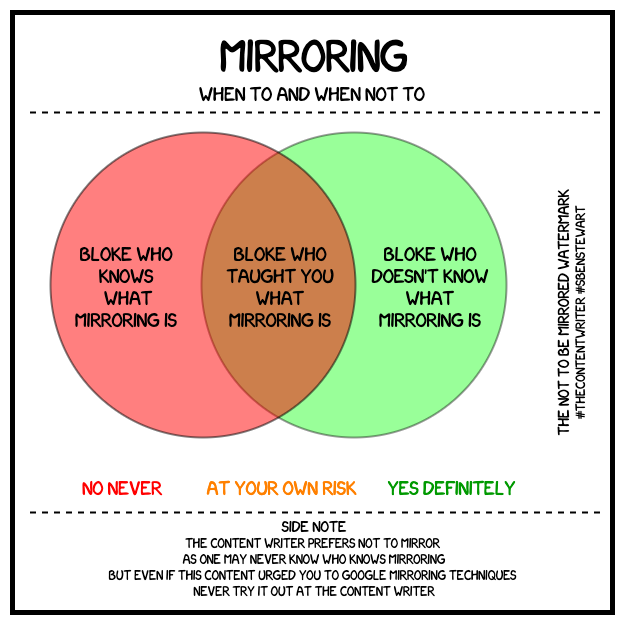 MIRRORING
WHEN TO AND WHEN NOT TO
BLOKE WHO
KNOWS
WHAT
MIRRORING IS
BLOKE WHO
TAUGHT YOU
WHAT
MIRRORING IS
BLOKE WHO
DOESN'T KNOW
WHAT
MIRRORING IS
THE NOT TO BE MIRRORED WATERMARK
#THECONTENTWRITER #SBENSTEWART
NO NEVER
AT YOUR OWN RISK
YES DEFINITELY
SIDE NOTE
THE CONTENT WRITER PREFERS NOT TO MIRROR
AS ONE MAY NEVER KNOW WHO KNOWS MIRRORING
BUT EVEN IF THIS CONTENT URGED YOU TO GOOGLE MIRRORING TECHNIQUES
NEVER TRY IT OUT AT THE CONTENT WRITER